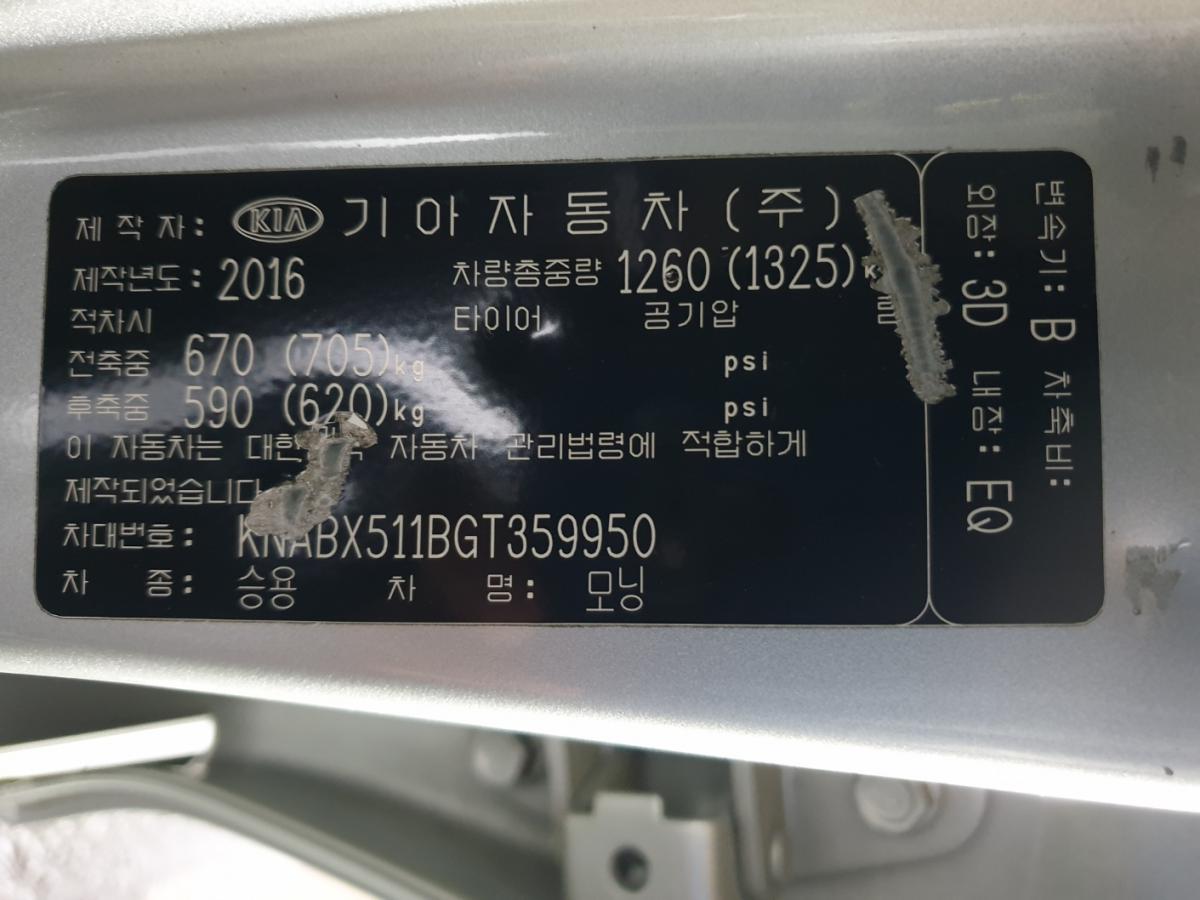 제 작 자: KIA 기 아 자 동 차 (주)
제작년도: 2016 차량총중량 1260 (1325)
적차시 타이어 공기압
전축중 670 (705)kg psi
후축중 590 (620)kg psi
이 자동차는 자동차 관리법령에 적합하게
제작되었습니다
차대번호: KNABX511BGT359950
차 종: 승용 차 명: 모닝
변속기: B 차축비:
외장: 3D 내장: EQ